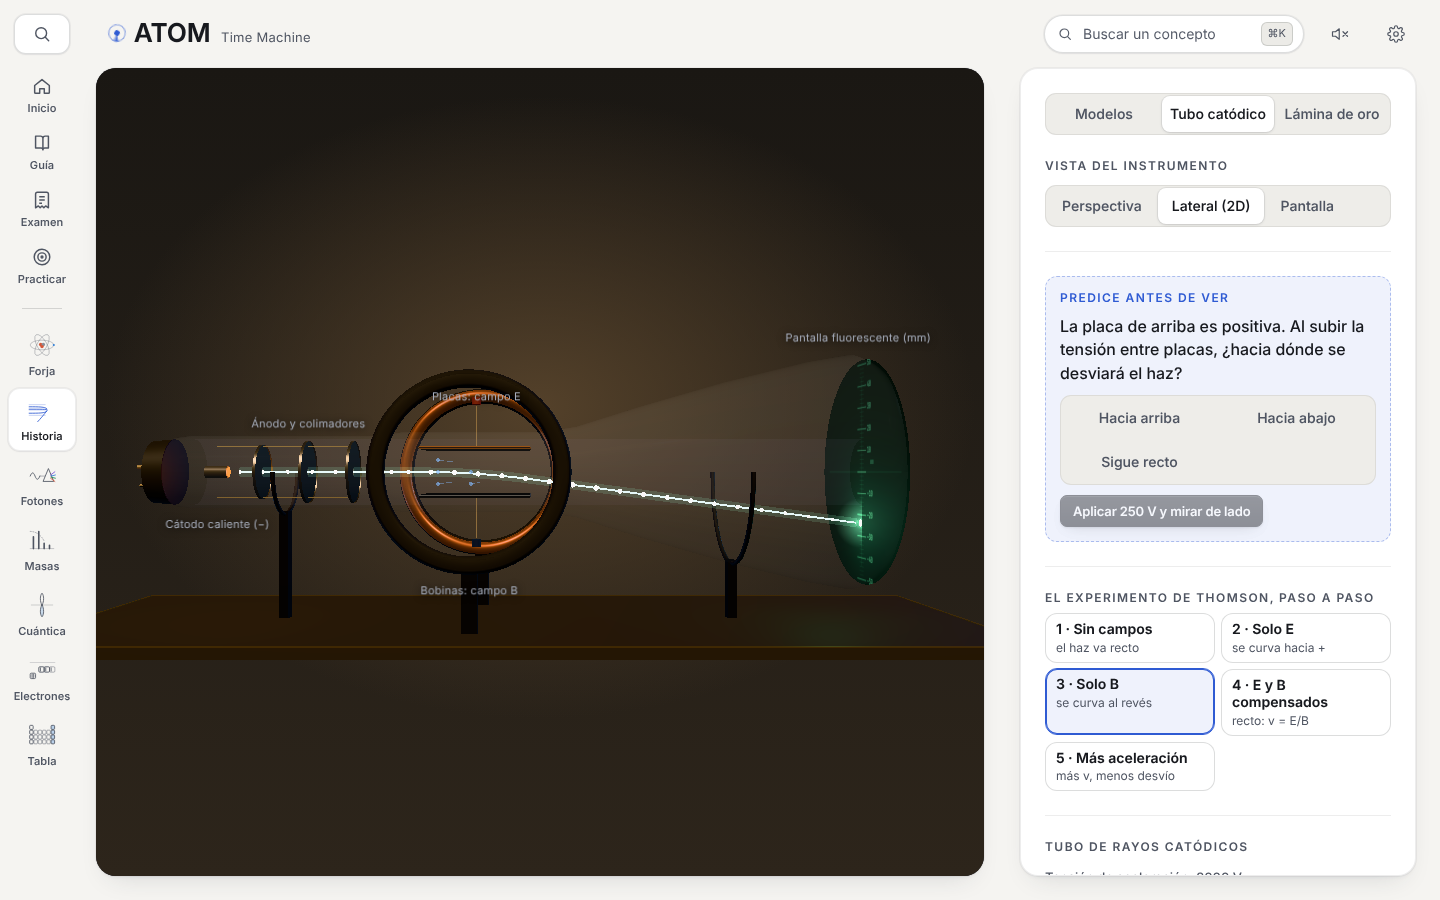 ATOM Time Machine
Buscar un concepto ⌘K
Inicio
Guía
Examen
Practicar
Forja
Historia
Fotones
Masas
Cuántica
Electrones
Tabla
Pantalla fluorescente (mm)
Placas: campo E
Ánodo y colimadores
Cátodo caliente (−)
Bobinas: campo B
Modelos Tubo catódico Lámina de oro
VISTA DEL INSTRUMENTO
Perspectiva Lateral (2D) Pantalla
PREDICE ANTES DE VER
La placa de arriba es positiva. Al subir la
tensión entre placas, ¿hacia dónde se
desviará el haz?
Hacia arriba Hacia abajo
Sigue recto
Aplicar 250 V y mirar de lado
EL EXPERIMENTO DE THOMSON, PASO A PASO
1 · Sin campos
el haz va recto
2 · Solo E
se curva hacia +
3 · Solo B
se curva al revés
4 · E y B
compensados
recto: v = E/B
5 · Más aceleración
más v, menos desvío
TUBO DE RAYOS CATÓDICOS